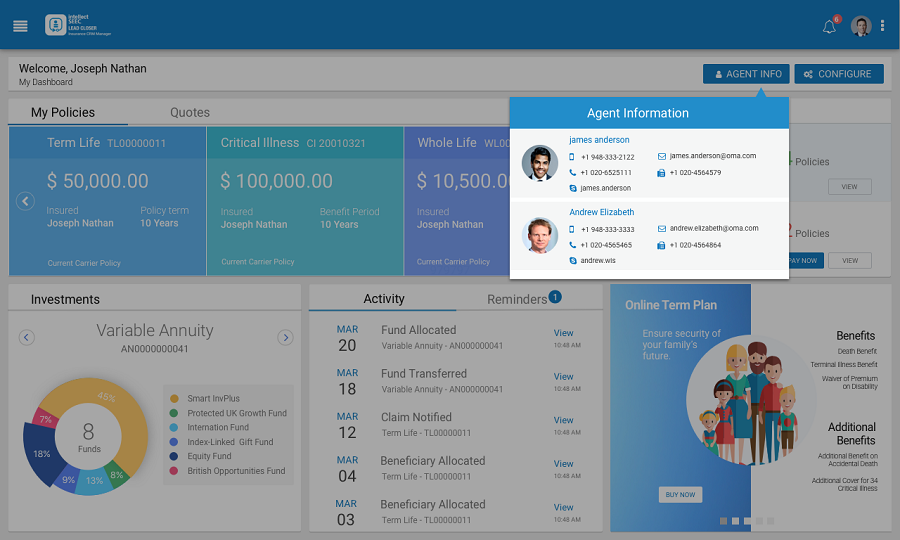 intellect
SEEC
LEAD CLOSER
Insurance CRM Manager
6
Welcome, Joseph Nathan
My Dashboard
AGENT INFO
CONFIGURE
My Policies
Quotes
Agent Information
james anderson
+1 948-333-2122
james.anderson@oma.com
+1 020-6525111
+1 020-4564579
james.anderson
Andrew Elizabeth
+1 948-333-3333
andrew.elizabeth@oma.com
+1 020-4565465
+1 020-4564864
andrew.wis
Term Life TL00000011
$ 50,000.00
Insured
Joseph Nathan
Policy term
10 Years
Current Carrier Policy
Critical Illness CI 20010321
$ 100,000.00
Insured
Joseph Nathan
Benefit Period
10 Years
Current Carrier Policy
Whole Life WL00
$ 10,500
Insured
Joseph Nathan
Current Carrier Policy
Policies
VIEW
Policies
PAY NOW
VIEW
Investments
Variable Annuity
AN0000000041
45%
7%
18%
9%
13%
8%
8
Funds
Smart InvPlus
Protected UK Growth Fund
Internation Fund
Index-Linked Gift Fund
Equity Fund
British Opportunities Fund
Activity
Reminders
1
MAR
20
Fund Allocated
Variable Annuity - AN0000000041
View
10:48 AM
MAR
18
Fund Transferred
Variable Annuity - AN0000000041
View
10:48 AM
MAR
12
Claim Notified
Term Life - TL00000011
View
10:48 AM
MAR
04
Beneficiary Allocated
Term Life - TL00000011
View
10:48 AM
MAR
03
Beneficiary Allocated
Term Life - TL00000011
View
10:48 AM
Online Term Plan
Ensure security of
your family's
future.
BUY NOW
Benefits
Death Benefit
Terminal Illness Benefit
Waiver of Premium
on Disability
Additional
Benefits
Additional Benefit on
Accidental Death
Additional Cover for 34
Critical Illness